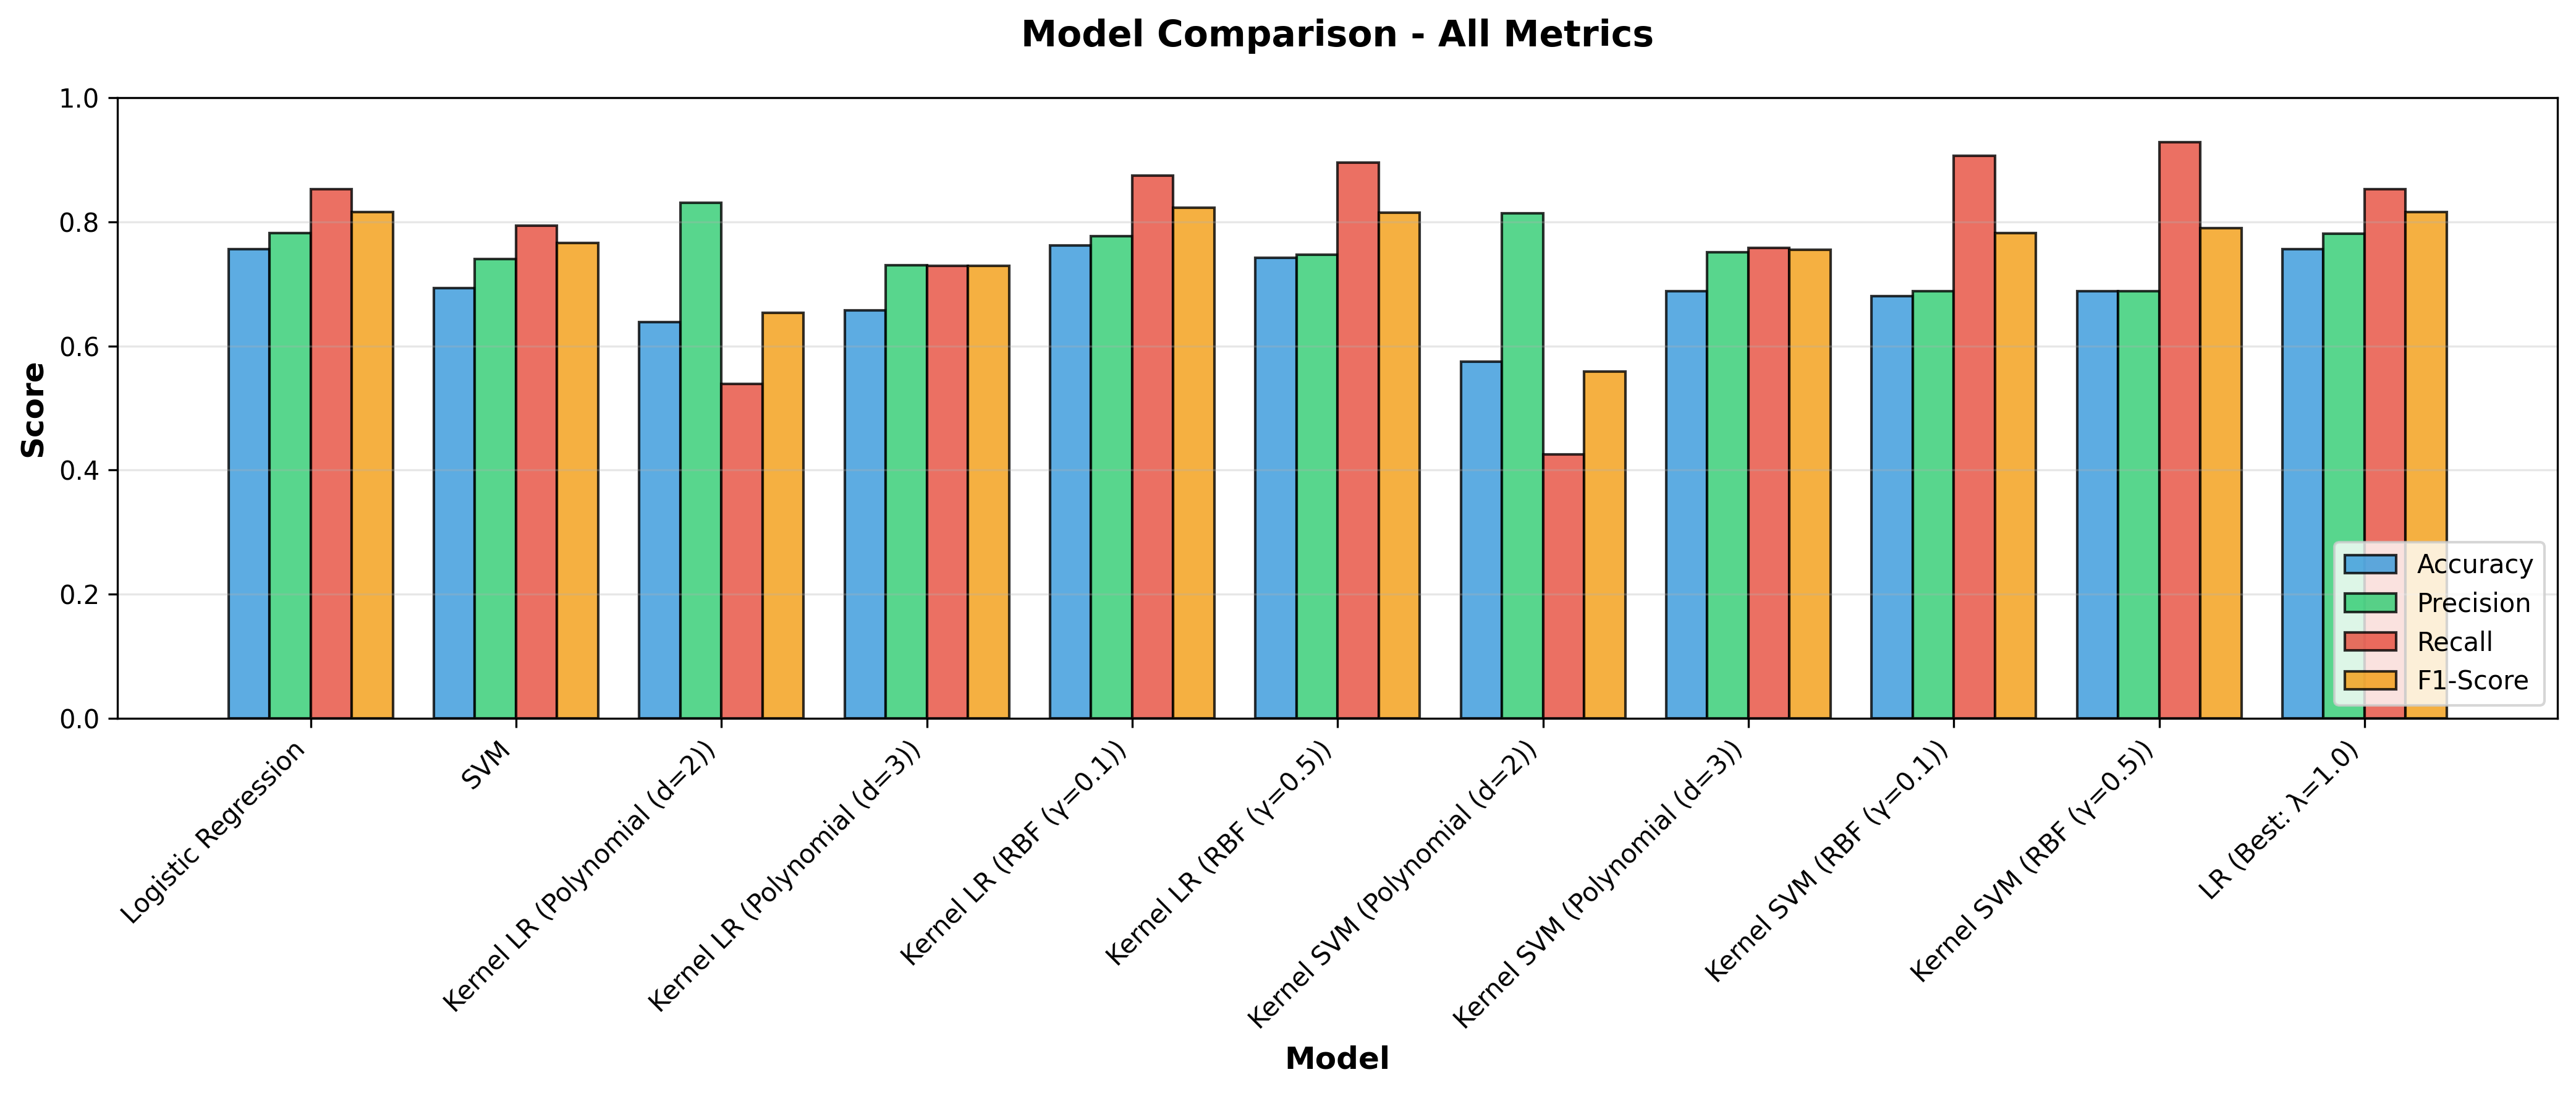 Model Comparison - All Metrics
1.0
0.8
0.6
0.4
0.2
0.0
Score
Accuracy
Precision
Recall
F1-Score
Logistic Regression
SVM
Kernel LR (Polynomial (d=2))
Kernel LR (Polynomial (d=3))
Kernel LR (RBF (γ=0.1))
Kernel LR (RBF (γ=0.5))
Kernel SVM (Polynomial (d=2))
Kernel SVM (Polynomial (d=3))
Kernel SVM (RBF (γ=0.1))
Kernel SVM (RBF (γ=0.5))
LR (Best: λ=1.0)
Model